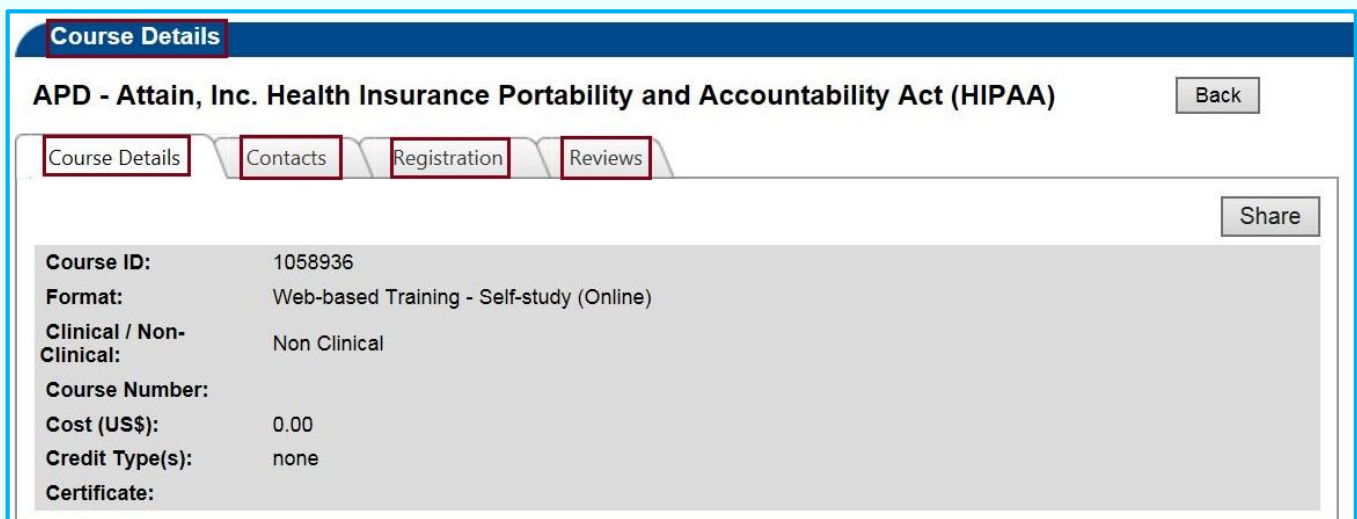 Course Details
APD - Attain, Inc. Health Insurance Portability and Accountability Act (HIPAA) Back
Course Details Contacts Registration Reviews
Share
Course ID: 1058936
Format: Web-based Training - Self-study (Online)
Clinical / Non-
Clinical: Non Clinical
Course Number:
Cost (US$): 0.00
Credit Type(s): none
Certificate: